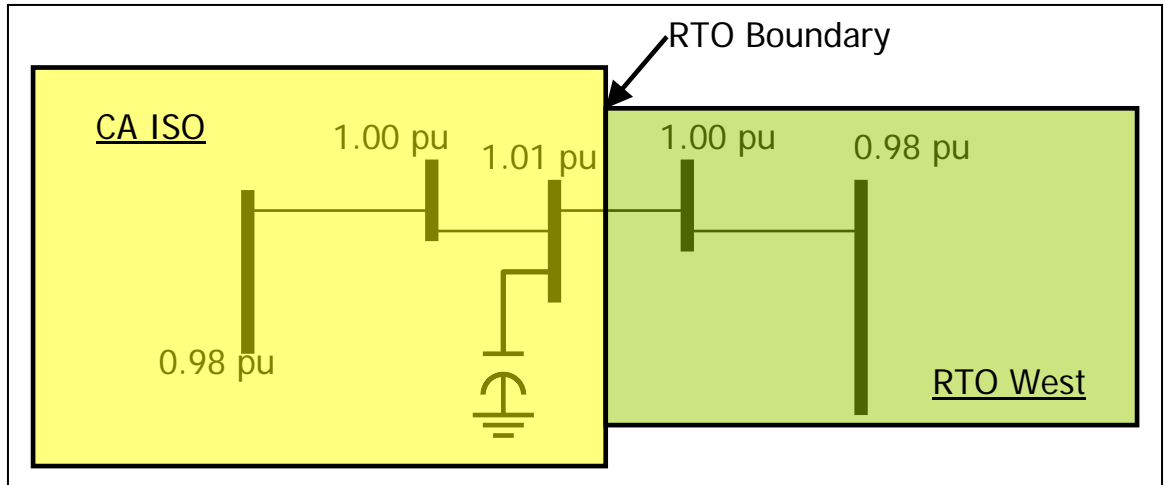 RTO Boundary
CA ISO
1.00 pu
1.01 pu
1.00 pu
0.98 pu
0.98 pu
RTO West